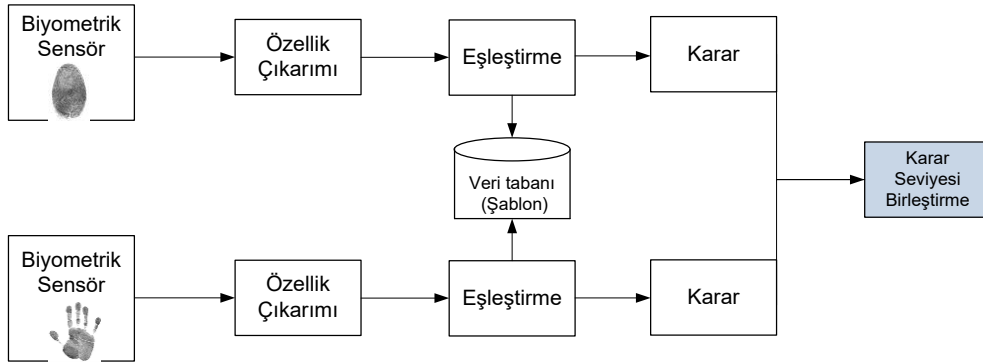 Biyometrik
Sensör
Özellik
Çıkarımı
Eşleştirme
Karar
Veri tabanı
(Şablon)
Karar
Seviyesi
Birleştirme
Biyometrik
Sensör
Özellik
Çıkarımı
Eşleştirme
Karar